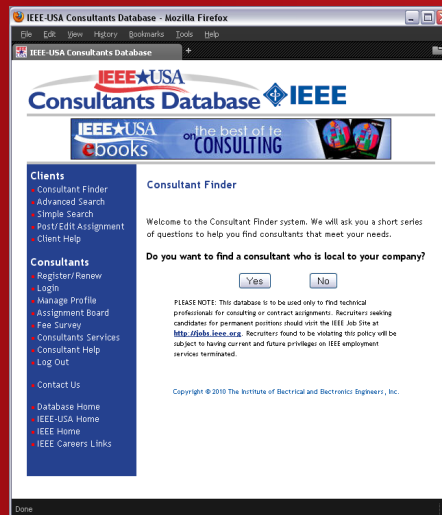 IEEE-USA Consultants Database - Mozilla Firefox
File Edit View History Bookmarks Tools Help
IEEE-USA Consultants Database +
IEEE★USA
Consultants Database IEEE
IEEE★USA
ebooks
on the best of te
CONSULTING
Clients
Consultant Finder
Advanced Search
Simple Search
Post/Edit Assignment
Client Help
Consultants
Register/Renew
Login
Manage Profile
Assignment Board
Fee Survey
Consultants Services
Consultant Help
Log Out
Contact Us
Database Home
IEEE-USA Home
IEEE Home
IEEE Careers Links
Consultant Finder
Welcome to the Consultant Finder system. We will ask you a short series
of questions to help you find consultants that meet your needs.
Do you want to find a consultant who is local to your company?
Yes No
PLEASE NOTE: This database is to be used only to find technical
professionals for consulting or contract assignments. Recruiters seeking
candidates for permanent positions should visit the IEEE Job Site at
http://jobs.ieee.org. Recruiters found to be violating this policy will be
subject to having current and future privileges on IEEE employment
services terminated.
Copyright © 2010 The Institute of Electrical and Electronics Engineers, Inc.
Done